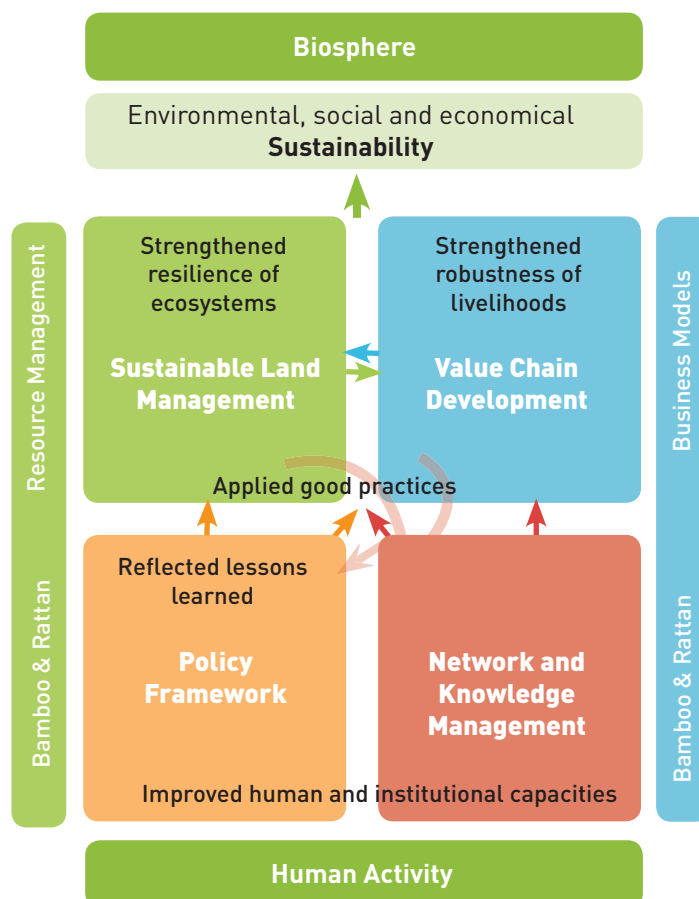 Biosphere
Environmental, social and economical
Sustainability
Resource Management
Bamboo & Rattan
Strengthened
resilience of
ecosystems
Sustainable Land
Management
Strengthened
robustness of
livelihoods
Value Chain
Development
Business Models
Bamboo & Rattan
Applied good practices
Reflected lessons
learned
Policy
Framework
Network and
Knowledge
Management
Improved human and institutional capacities
Human Activity